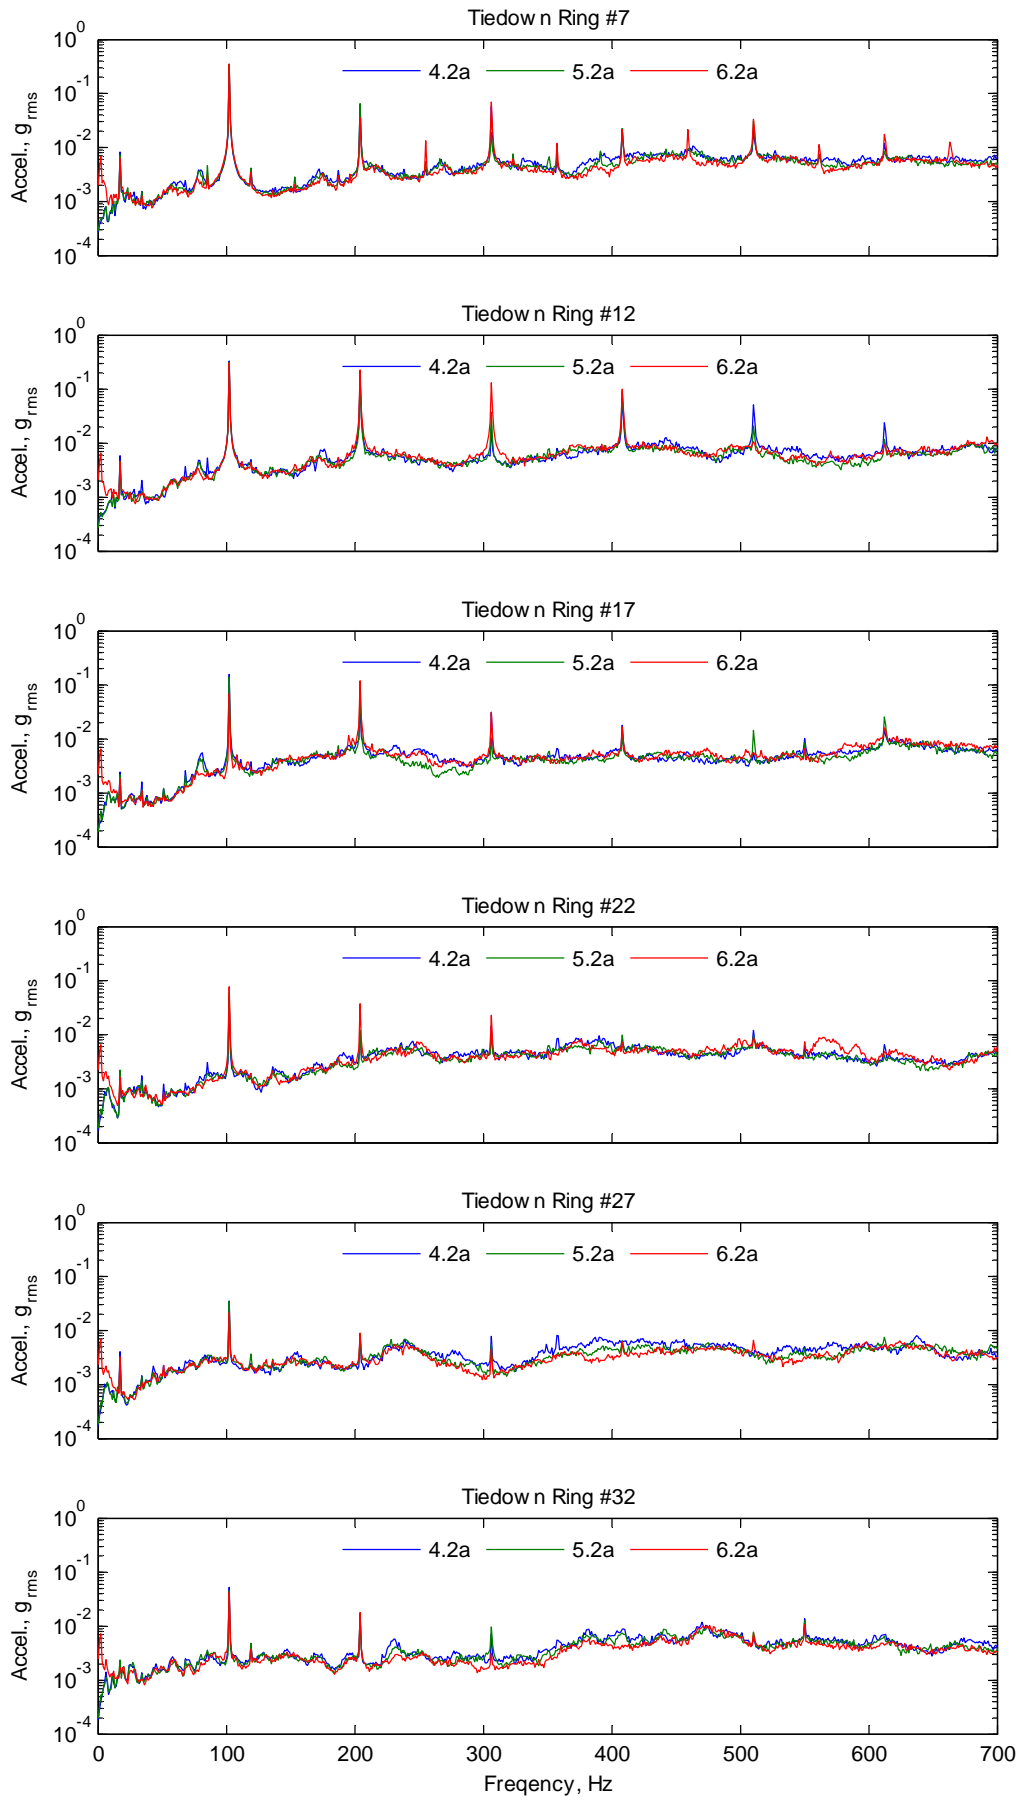 Tiedow n Ring #7
10^0
4.2a 5.2a 6.2a
10^-1
10^-2
10^-3
10^-4
Accel., g_rms
Tiedow n Ring #12
10^0
4.2a 5.2a 6.2a
10^-1
10^-2
10^-3
10^-4
Accel., g_rms
Tiedow n Ring #17
10^0
4.2a 5.2a 6.2a
10^-1
10^-2
10^-3
10^-4
Accel., g_rms
Tiedow n Ring #22
10^0
4.2a 5.2a 6.2a
10^-1
10^-2
10^-3
10^-4
Accel., g_rms
Tiedow n Ring #27
10^0
4.2a 5.2a 6.2a
10^-1
10^-2
10^-3
10^-4
Accel., g_rms
Tiedow n Ring #32
10^0
4.2a 5.2a 6.2a
10^-1
10^-2
10^-3
10^-4
Accel., g_rms
0 100 200 300 400 500 600 700
Freqency, Hz